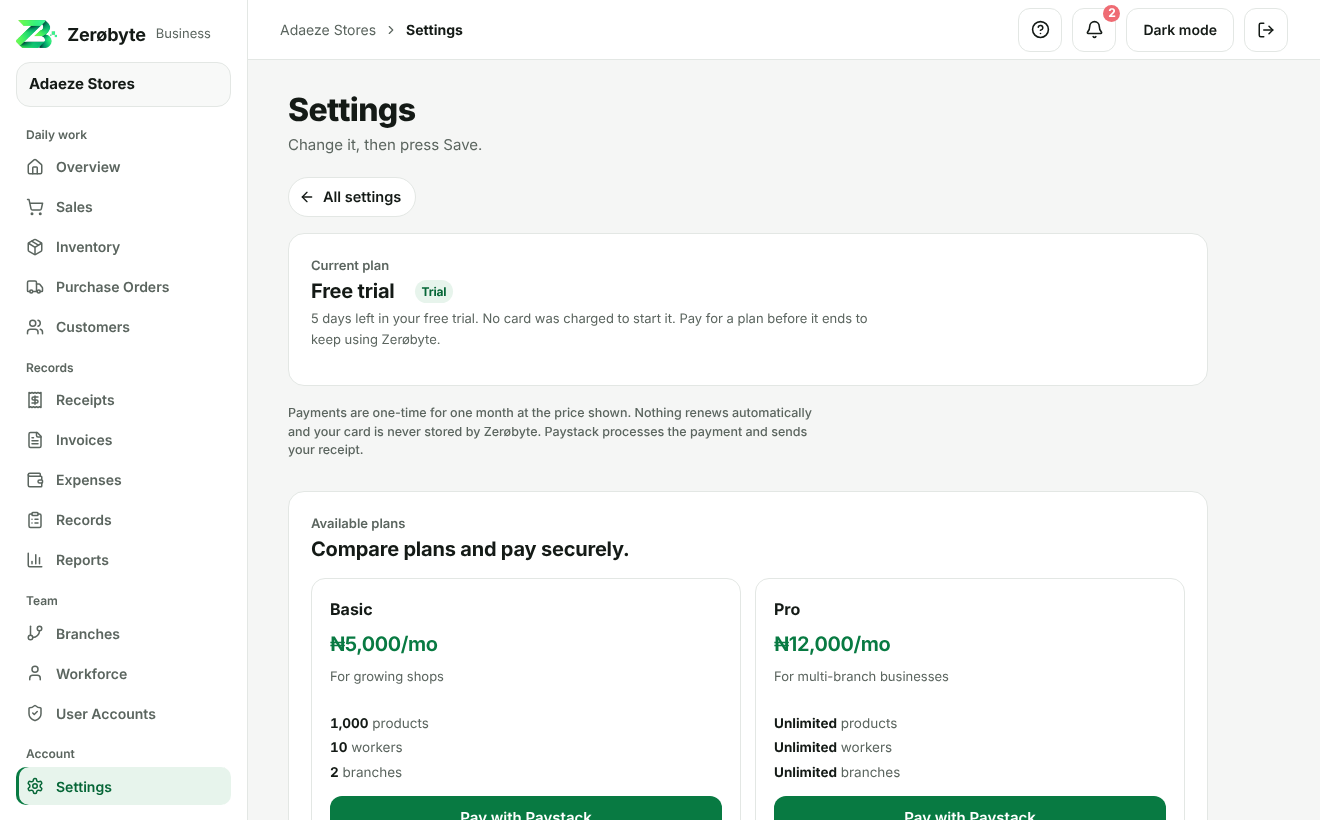 Zerøbyte Business
Adaeze Stores
Daily work
Overview
Sales
Inventory
Purchase Orders
Customers
Records
Receipts
Invoices
Expenses
Records
Reports
Team
Branches
Workforce
User Accounts
Account
Settings
Adaeze Stores > Settings
2
Dark mode
Settings
Change it, then press Save.
All settings
Current plan
Free trial Trial
5 days left in your free trial. No card was charged to start it. Pay for a plan before it ends to
keep using Zerøbyte.
Payments are one-time for one month at the price shown. Nothing renews automatically
and your card is never stored by Zerøbyte. Paystack processes the payment and sends
your receipt.
Available plans
Compare plans and pay securely.
Basic
₦5,000/mo
For growing shops
1,000 products
10 workers
2 branches
Pay with Paystack
Pro
₦12,000/mo
For multi-branch businesses
Unlimited products
Unlimited workers
Unlimited branches
Pay with Paystack